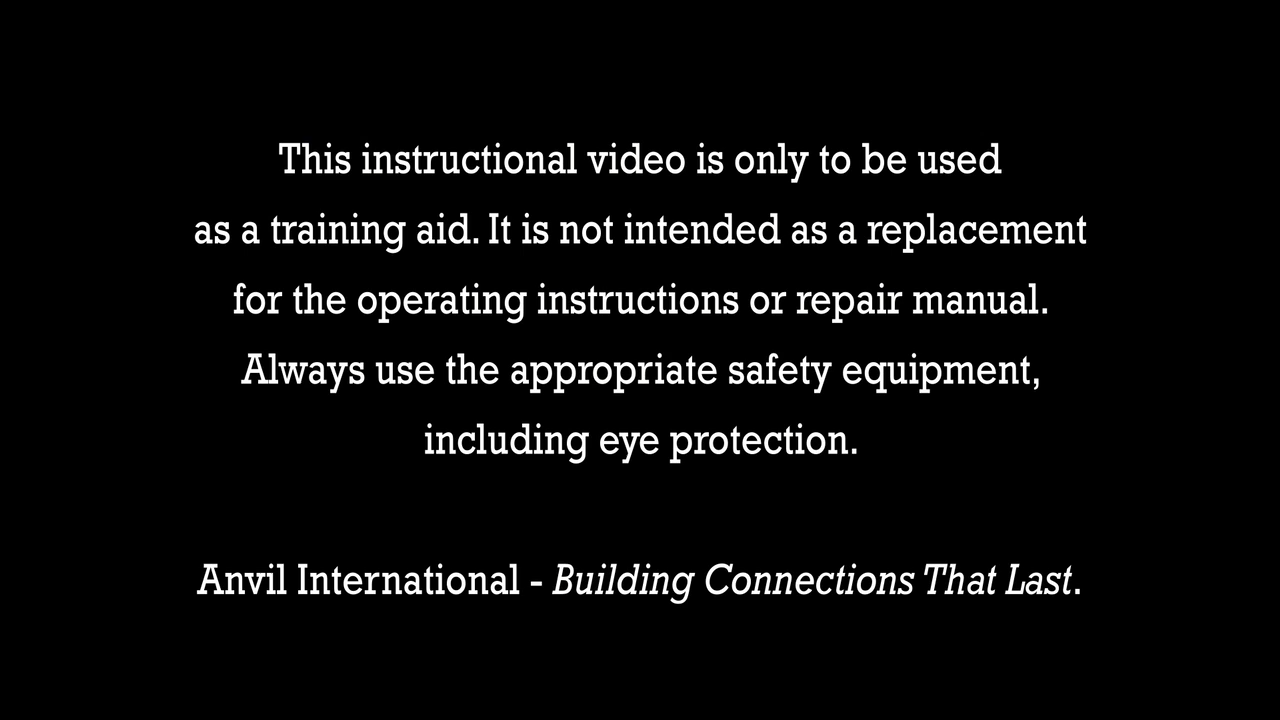 This instructional video is only to be used
as a training aid. It is not intended as a replacement
for the operating instructions or repair manual.
Always use the appropriate safety equipment,
including eye protection.
Anvil International - Building Connections That Last.